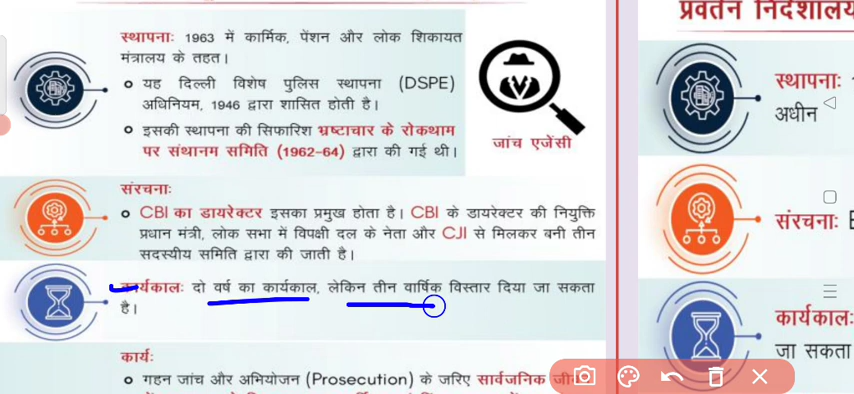 स्थापनाः 1963 में कार्मिक, पेंशन और लोक शिकायत
मंत्रालय के तहत।
यह दिल्ली विशेष पुलिस स्थापना (DSPE)
अधिनियम, 1946 द्वारा शासित होती है।
इसकी स्थापना की सिफारिश भ्रष्टाचार के रोकथाम
पर संथानम समिति (1962-64) द्वारा की गई थी।
जांच एजेंसी
संरचनाः
CBI का डायरेक्टर इसका प्रमुख होता है। CBI के डायरेक्टर की नियुक्ति
प्रधान मंत्री, लोक सभा में विपक्षी दल के नेता और CJI से मिलकर बनी तीन
सदस्यीय समिति द्वारा की जाती है।
कार्यकालः दो वर्ष का कार्यकाल, लेकिन तीन वार्षिक विस्तार दिया जा सकता
है।
कार्यः
गहन जांच और अभियोजन (Prosecution) के जरिए सार्वजनिक
प्रवर्तन निदेशालय
स्थापनाः
अधीन
संरचनाः
कार्यकालः
जा सकता